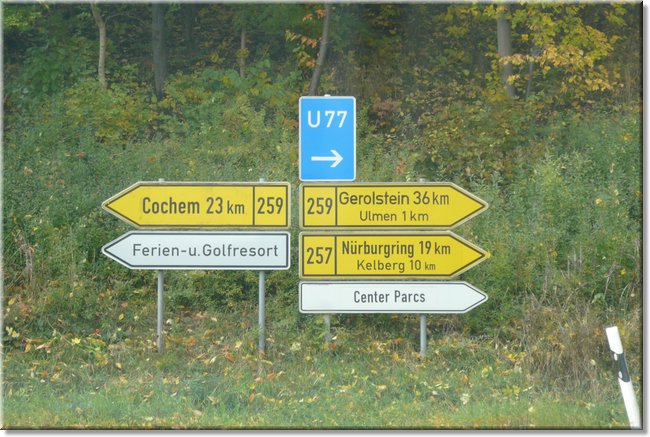 U 77
Cochem 23 km 259
Ferien-u. Golfresort
259 Gerolstein 36 km
Ulmen 1 km
257 Nürburgring 19 km
Kelberg 10 km
Center Parcs